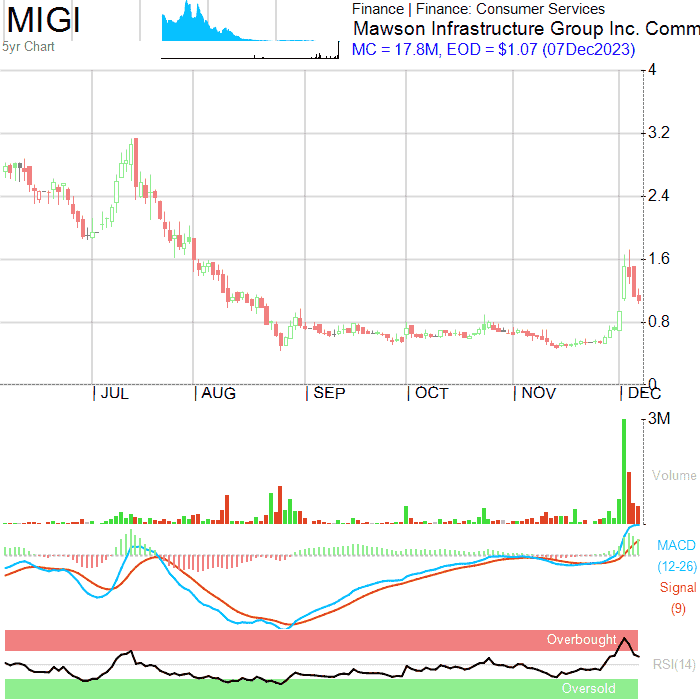 MIGI
5yr Chart
Finance | Finance: Consumer Services
Mawson Infrastructure Group Inc. Comm
MC = 17.8M, EOD = $1.07 (07Dec2023)
4
3.2
2.4
1.6
0.8
0
JUL AUG SEP OCT NOV DEC
3M
Volume
MACD
(12-26)
Signal
(9)
Overbought
RSI(14)
Oversold